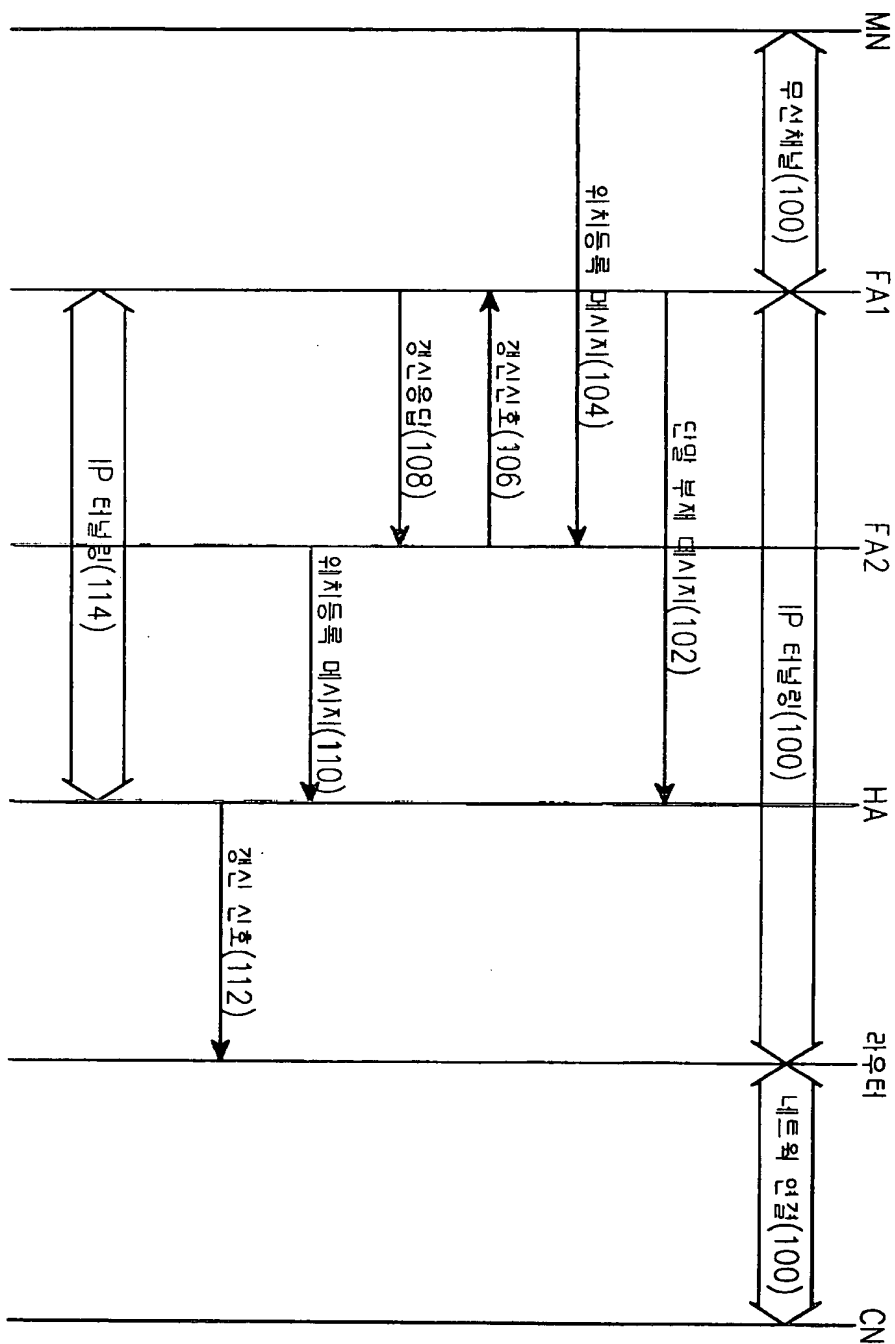 MN
FA1
FA2
HA
라우터
CN
무선채널(100)
IP 터널링(100)
네트웍 연결(100)
단말 부재 메시지(102)
위치등록 메시지(104)
갱신신호(106)
갱신응답(108)
위치등록 메시지(110)
갱신 신호(112)
IP 터널링(114)